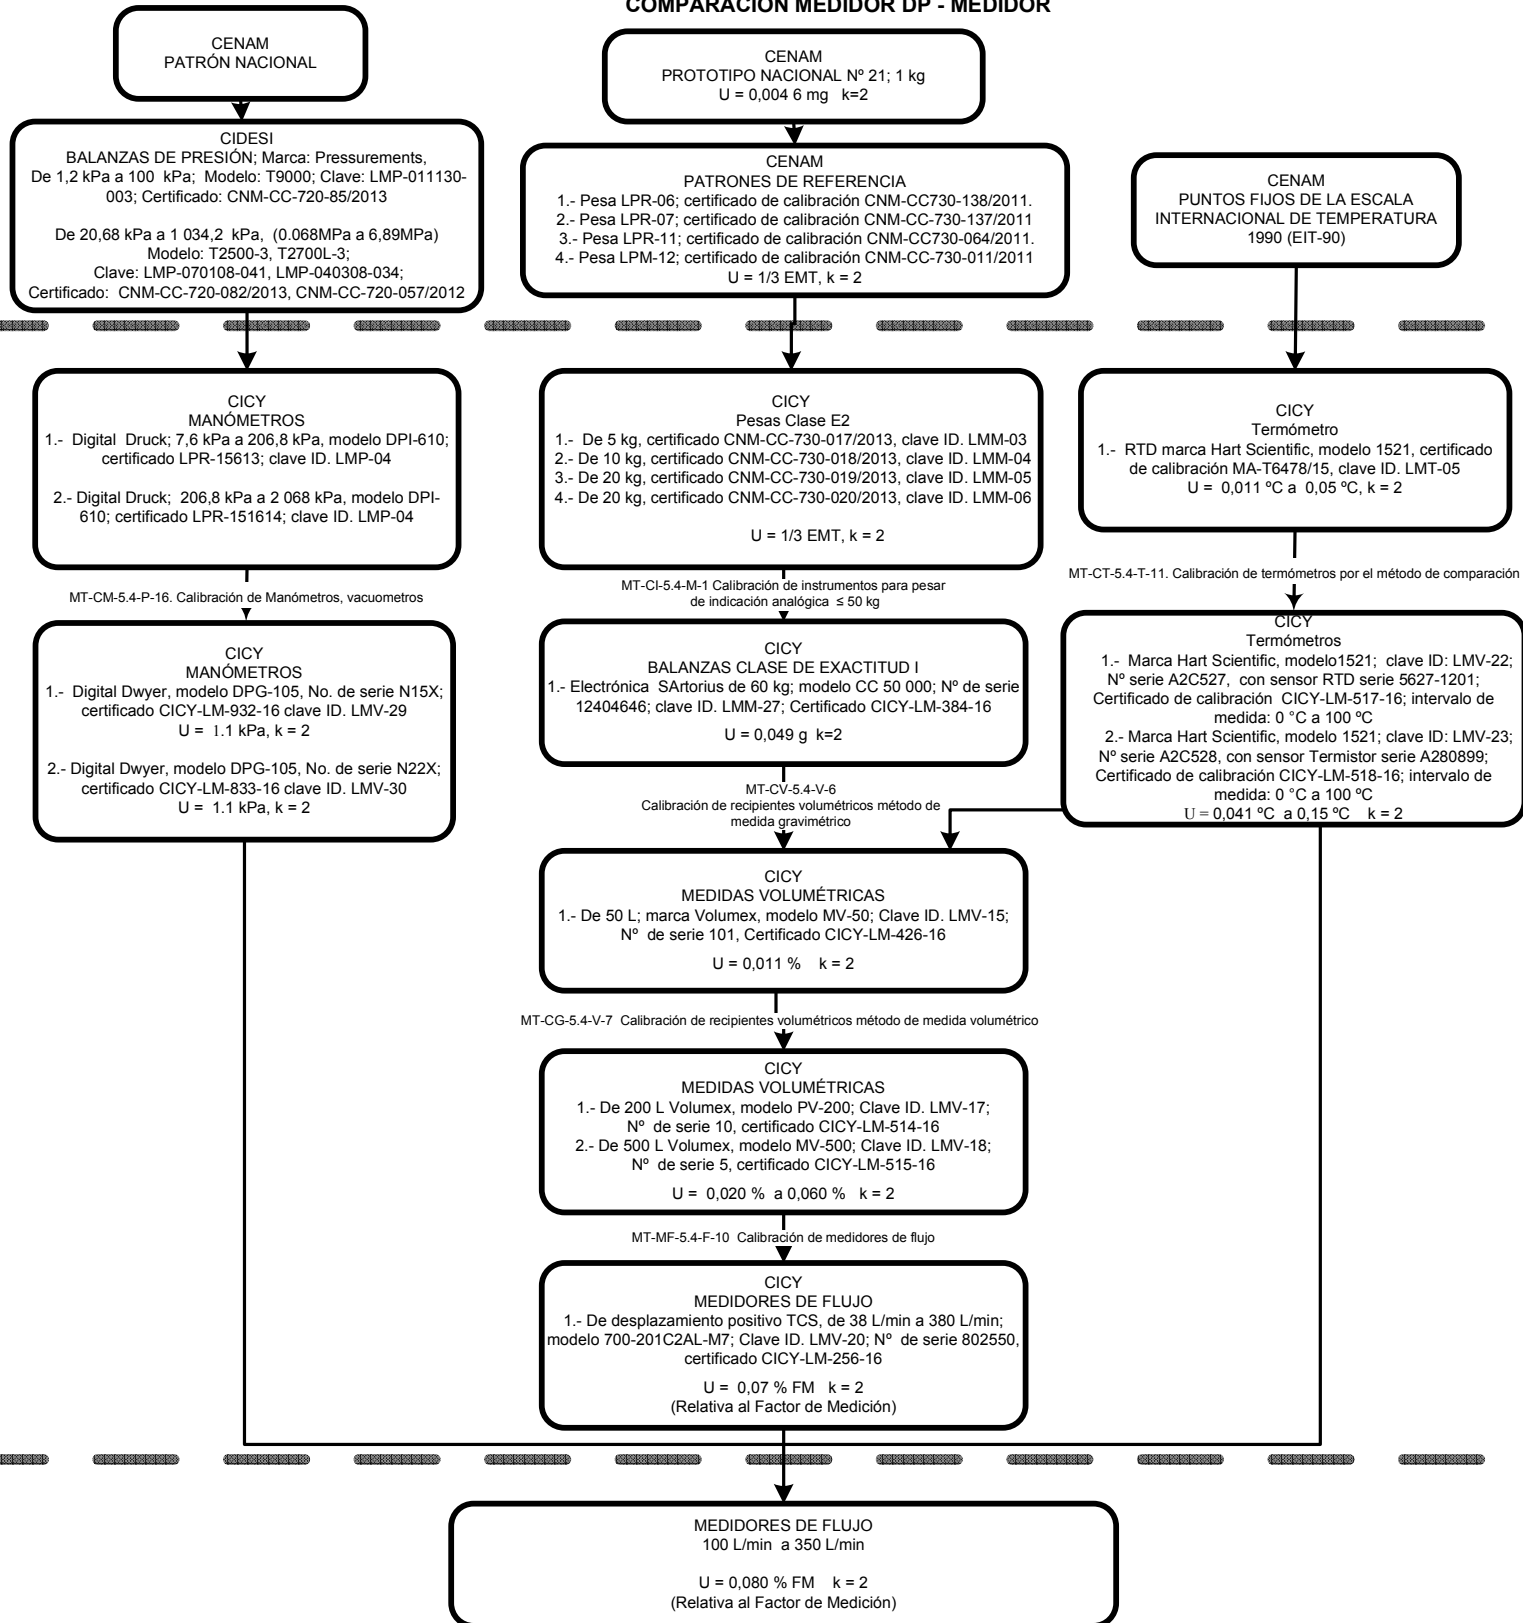 COMPARACIÓN MEDIDOR DP - MEDIDOR
CENAM
PATRÓN NACIONAL
CENAM
PROTOTIPO NACIONAL Nº 21; 1 kg
U = 0,004 6 mg k=2
CIDESI
BALANZAS DE PRESIÓN; Marca: Pressurements,
De 1,2 kPa a 100 kPa; Modelo: T9000; Clave: LMP-011130-
003; Certificado: CNM-CC-720-85/2013
De 20,68 kPa a 1 034,2 kPa, (0.068MPa a 6,89MPa)
Modelo: T2500-3, T2700L-3;
Clave: LMP-070108-041, LMP-040308-034;
Certificado: CNM-CC-720-082/2013, CNM-CC-720-057/2012
CENAM
PATRONES DE REFERENCIA
1.- Pesa LPR-06; certificado de calibración CNM-CC730-138/2011.
2.- Pesa LPR-07; certificado de calibración CNM-CC-730-137/2011
3.- Pesa LPR-11; certificado de calibración CNM-CC730-064/2011.
4.- Pesa LPM-12; certificado de calibración CNM-CC-730-011/2011
U = 1/3 EMT, k = 2
CENAM
PUNTOS FIJOS DE LA ESCALA
INTERNACIONAL DE TEMPERATURA
1990 (EIT-90)
CICY
MANÓMETROS
1.- Digital Druck; 7,6 kPa a 206,8 kPa, modelo DPI-610;
certificado LPR-15613; clave ID. LMP-04
2.- Digital Druck; 206,8 kPa a 2 068 kPa, modelo DPI-
610; certificado LPR-151614; clave ID. LMP-04
CICY
Pesas Clase E2
1.- De 5 kg, certificado CNM-CC-730-017/2013, clave ID. LMM-03
2.- De 10 kg, certificado CNM-CC-730-018/2013, clave ID. LMM-04
3.- De 20 kg, certificado CNM-CC-730-019/2013, clave ID. LMM-05
4.- De 20 kg, certificado CNM-CC-730-020/2013, clave ID. LMM-06
U = 1/3 EMT, k = 2
CICY
Termómetro
1.- RTD marca Hart Scientific, modelo 1521, certificado
de calibración MA-T6478/15, clave ID. LMT-05
U = 0,011 ºC a 0,05 ºC, k = 2
MT-CM-5.4-P-16. Calibración de Manómetros, vacuometros
MT-CI-5.4-M-1 Calibración de instrumentos para pesar
de indicación analógica ≤ 50 kg
MT-CT-5.4-T-11. Calibración de termómetros por el método de comparación
CICY
MANÓMETROS
1.- Digital Dwyer, modelo DPG-105, No. de serie N15X;
certificado CICY-LM-932-16 clave ID. LMV-29
U = 1.1 kPa, k = 2
2.- Digital Dwyer, modelo DPG-105, No. de serie N22X;
certificado CICY-LM-833-16 clave ID. LMV-30
U = 1.1 kPa, k = 2
CICY
BALANZAS CLASE DE EXACTITUD I
1.- Electrónica SArtorius de 60 kg; modelo CC 50 000; Nº de serie
12404646; clave ID. LMM-27; Certificado CICY-LM-384-16
U = 0,049 g k=2
CICY
Termómetros
1.- Marca Hart Scientific, modelo1521; clave ID: LMV-22;
Nº serie A2C527, con sensor RTD serie 5627-1201;
Certificado de calibración CICY-LM-517-16; intervalo de
medida: 0 °C a 100 ºC
2.- Marca Hart Scientific, modelo 1521; clave ID: LMV-23;
Nº serie A2C528, con sensor Termistor serie A280899;
Certificado de calibración CICY-LM-518-16; intervalo de
medida: 0 °C a 100 ºC
U = 0,041 ºC a 0,15 ºC k = 2
MT-CV-5.4-V-6
Calibración de recipientes volumétricos método de
medida gravimétrico
CICY
MEDIDAS VOLUMÉTRICAS
1.- De 50 L; marca Volumex, modelo MV-50; Clave ID. LMV-15;
Nº de serie 101, Certificado CICY-LM-426-16
U = 0,011 % k = 2
MT-CG-5.4-V-7 Calibración de recipientes volumétricos método de medida volumétrico
CICY
MEDIDAS VOLUMÉTRICAS
1.- De 200 L Volumex, modelo PV-200; Clave ID. LMV-17;
Nº de serie 10, certificado CICY-LM-514-16
2.- De 500 L Volumex, modelo MV-500; Clave ID. LMV-18;
Nº de serie 5, certificado CICY-LM-515-16
U = 0,020 % a 0,060 % k = 2
MT-MF-5.4-F-10 Calibración de medidores de flujo
CICY
MEDIDORES DE FLUJO
1.- De desplazamiento positivo TCS, de 38 L/min a 380 L/min;
modelo 700-201C2AL-M7; Clave ID. LMV-20; Nº de serie 802550,
certificado CICY-LM-256-16
U = 0,07 % FM k = 2
(Relativa al Factor de Medición)
MEDIDORES DE FLUJO
100 L/min a 350 L/min
U = 0,080 % FM k = 2
(Relativa al Factor de Medición)